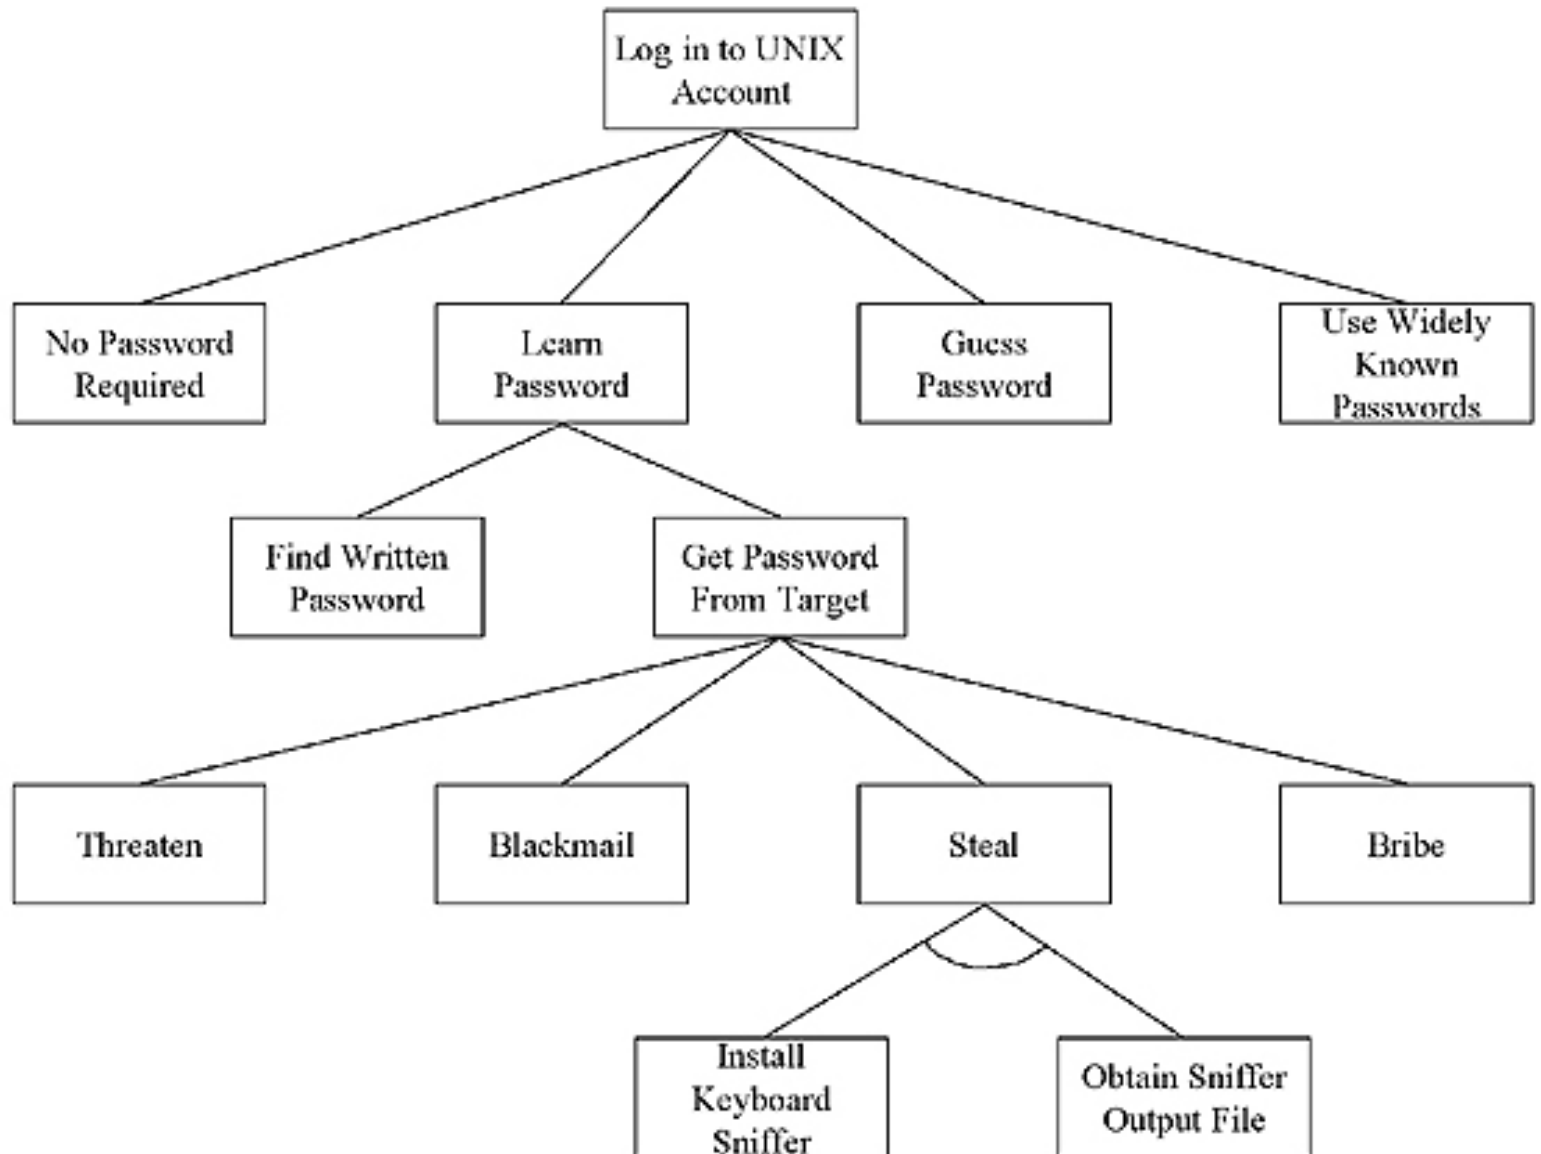 Log in to UNIX
Account
No Password
Required
Learn
Password
Guess
Password
Use Widely
Known
Passwords
Find Written
Password
Get Password
From Target
Threaten
Blackmail
Steal
Bribe
Install
Keyboard
Sniffer
Obtain Sniffer
Output File